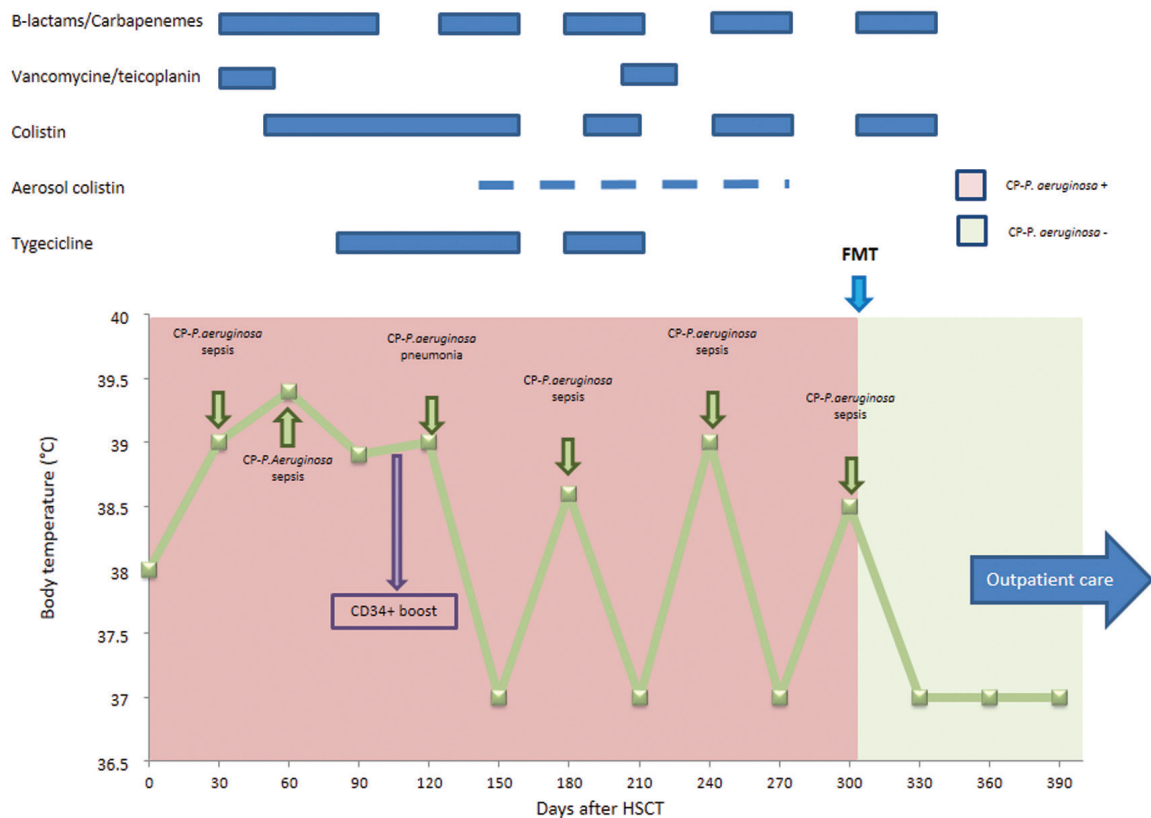 B-lactams/Carbapenemes
Vancomycine/teicoplanin
Colistin
Aerosol colistin
Tygecicline
CP-P. aeruginosa +
CP-P. aeruginosa -
FMT
40
39.5
39
38.5
38
37.5
37
36.5
Body temperature (°C)
CP-P.aeruginosa
sepsis
CP-P.Aeruginosa
sepsis
CP-P.aeruginosa
pneumonia
CP-P.aeruginosa
sepsis
CP-P.aeruginosa
sepsis
CP-P.aeruginosa
sepsis
CD34+ boost
Outpatient care
0 30 60 90 120 150 180 210 240 270 300 330 360 390
Days after HSCT